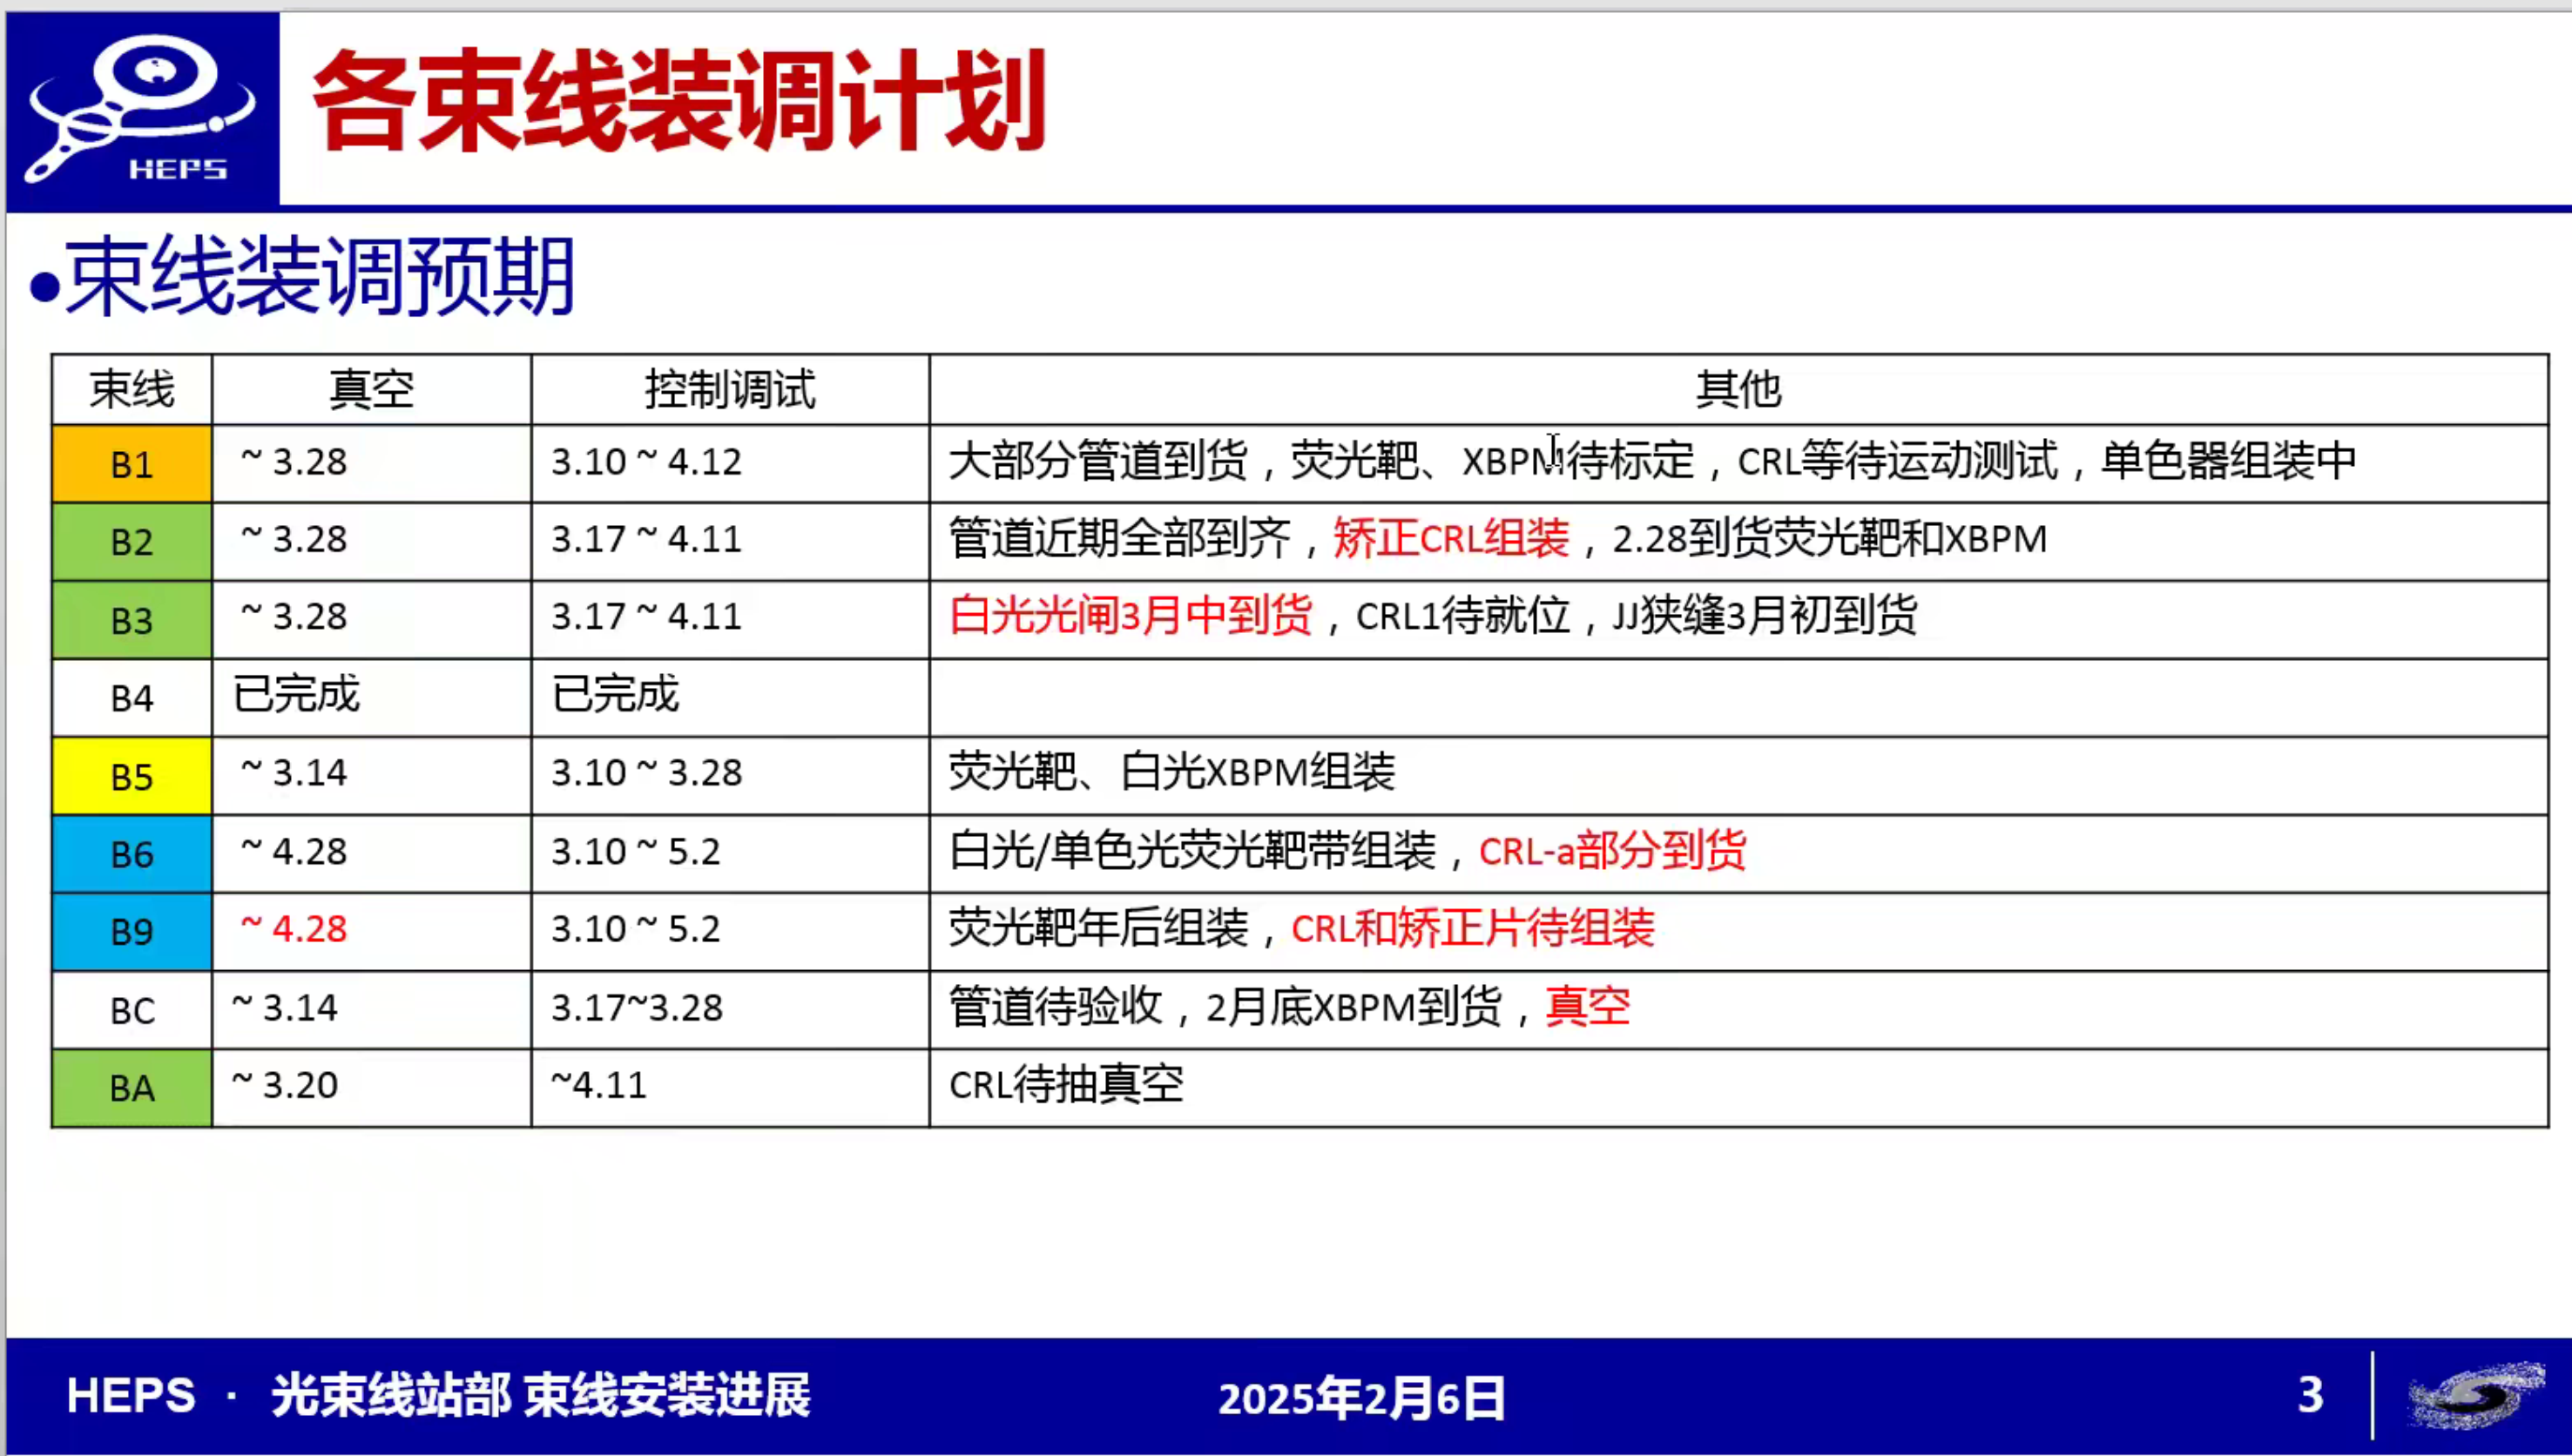 HEPS
各束线装调计划
•束线装调预期
束线 真空 控制调试 其他
B1 ~ 3.28 3.10 ~ 4.12 大部分管道到货，荧光靶、XBPM待标定，CRL等待运动测试，单色器组装中
B2 ~ 3.28 3.17 ~ 4.11 管道近期全部到齐，矫正CRL组装，2.28到货荧光靶和XBPM
B3 ~ 3.28 3.17 ~ 4.11 白光光闸3月中到货，CRL1待就位，JJ狭缝3月初到货
B4 已完成 已完成
B5 ~ 3.14 3.10 ~ 3.28 荧光靶、白光XBPM组装
B6 ~ 4.28 3.10 ~ 5.2 白光/单色光荧光靶带组装，CRL-a部分到货
B9 ~ 4.28 3.10 ~ 5.2 荧光靶年后组装，CRL和矫正片待组装
BC ~ 3.14 3.17~3.28 管道待验收，2月底XBPM到货，真空
BA ~ 3.20 ~4.11 CRL待抽真空
HEPS · 光束线站部 束线安装进展 2025年2月6日 3